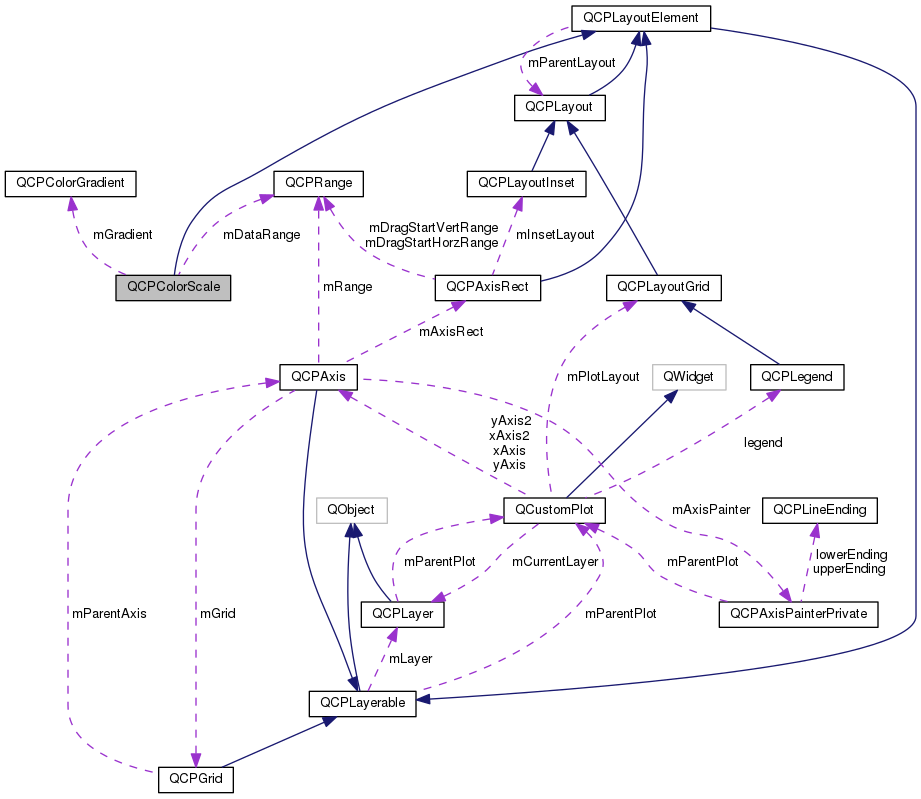 QCPLayoutElement
mParentLayout
QCPLayout
QCPColorGradient
QCPRange
QCPLayoutInset
mGradient
mDataRange
mDragStartVertRange
mDragStartHorzRange
mInsetLayout
QCPColorScale
mRange
QCPAxisRect
QCPLayoutGrid
mAxisRect
QCPAxis
mPlotLayout
QWidget
QCPLegend
yAxis2
xAxis2
xAxis
yAxis
legend
QObject
QCustomPlot
mAxisPainter
QCPLineEnding
mParentPlot
mCurrentLayer
mParentPlot
lowerEnding
upperEnding
mParentAxis
mGrid
QCPLayer
mParentPlot
QCPAxisPainterPrivate
mLayer
QCPLayerable
QCPGrid